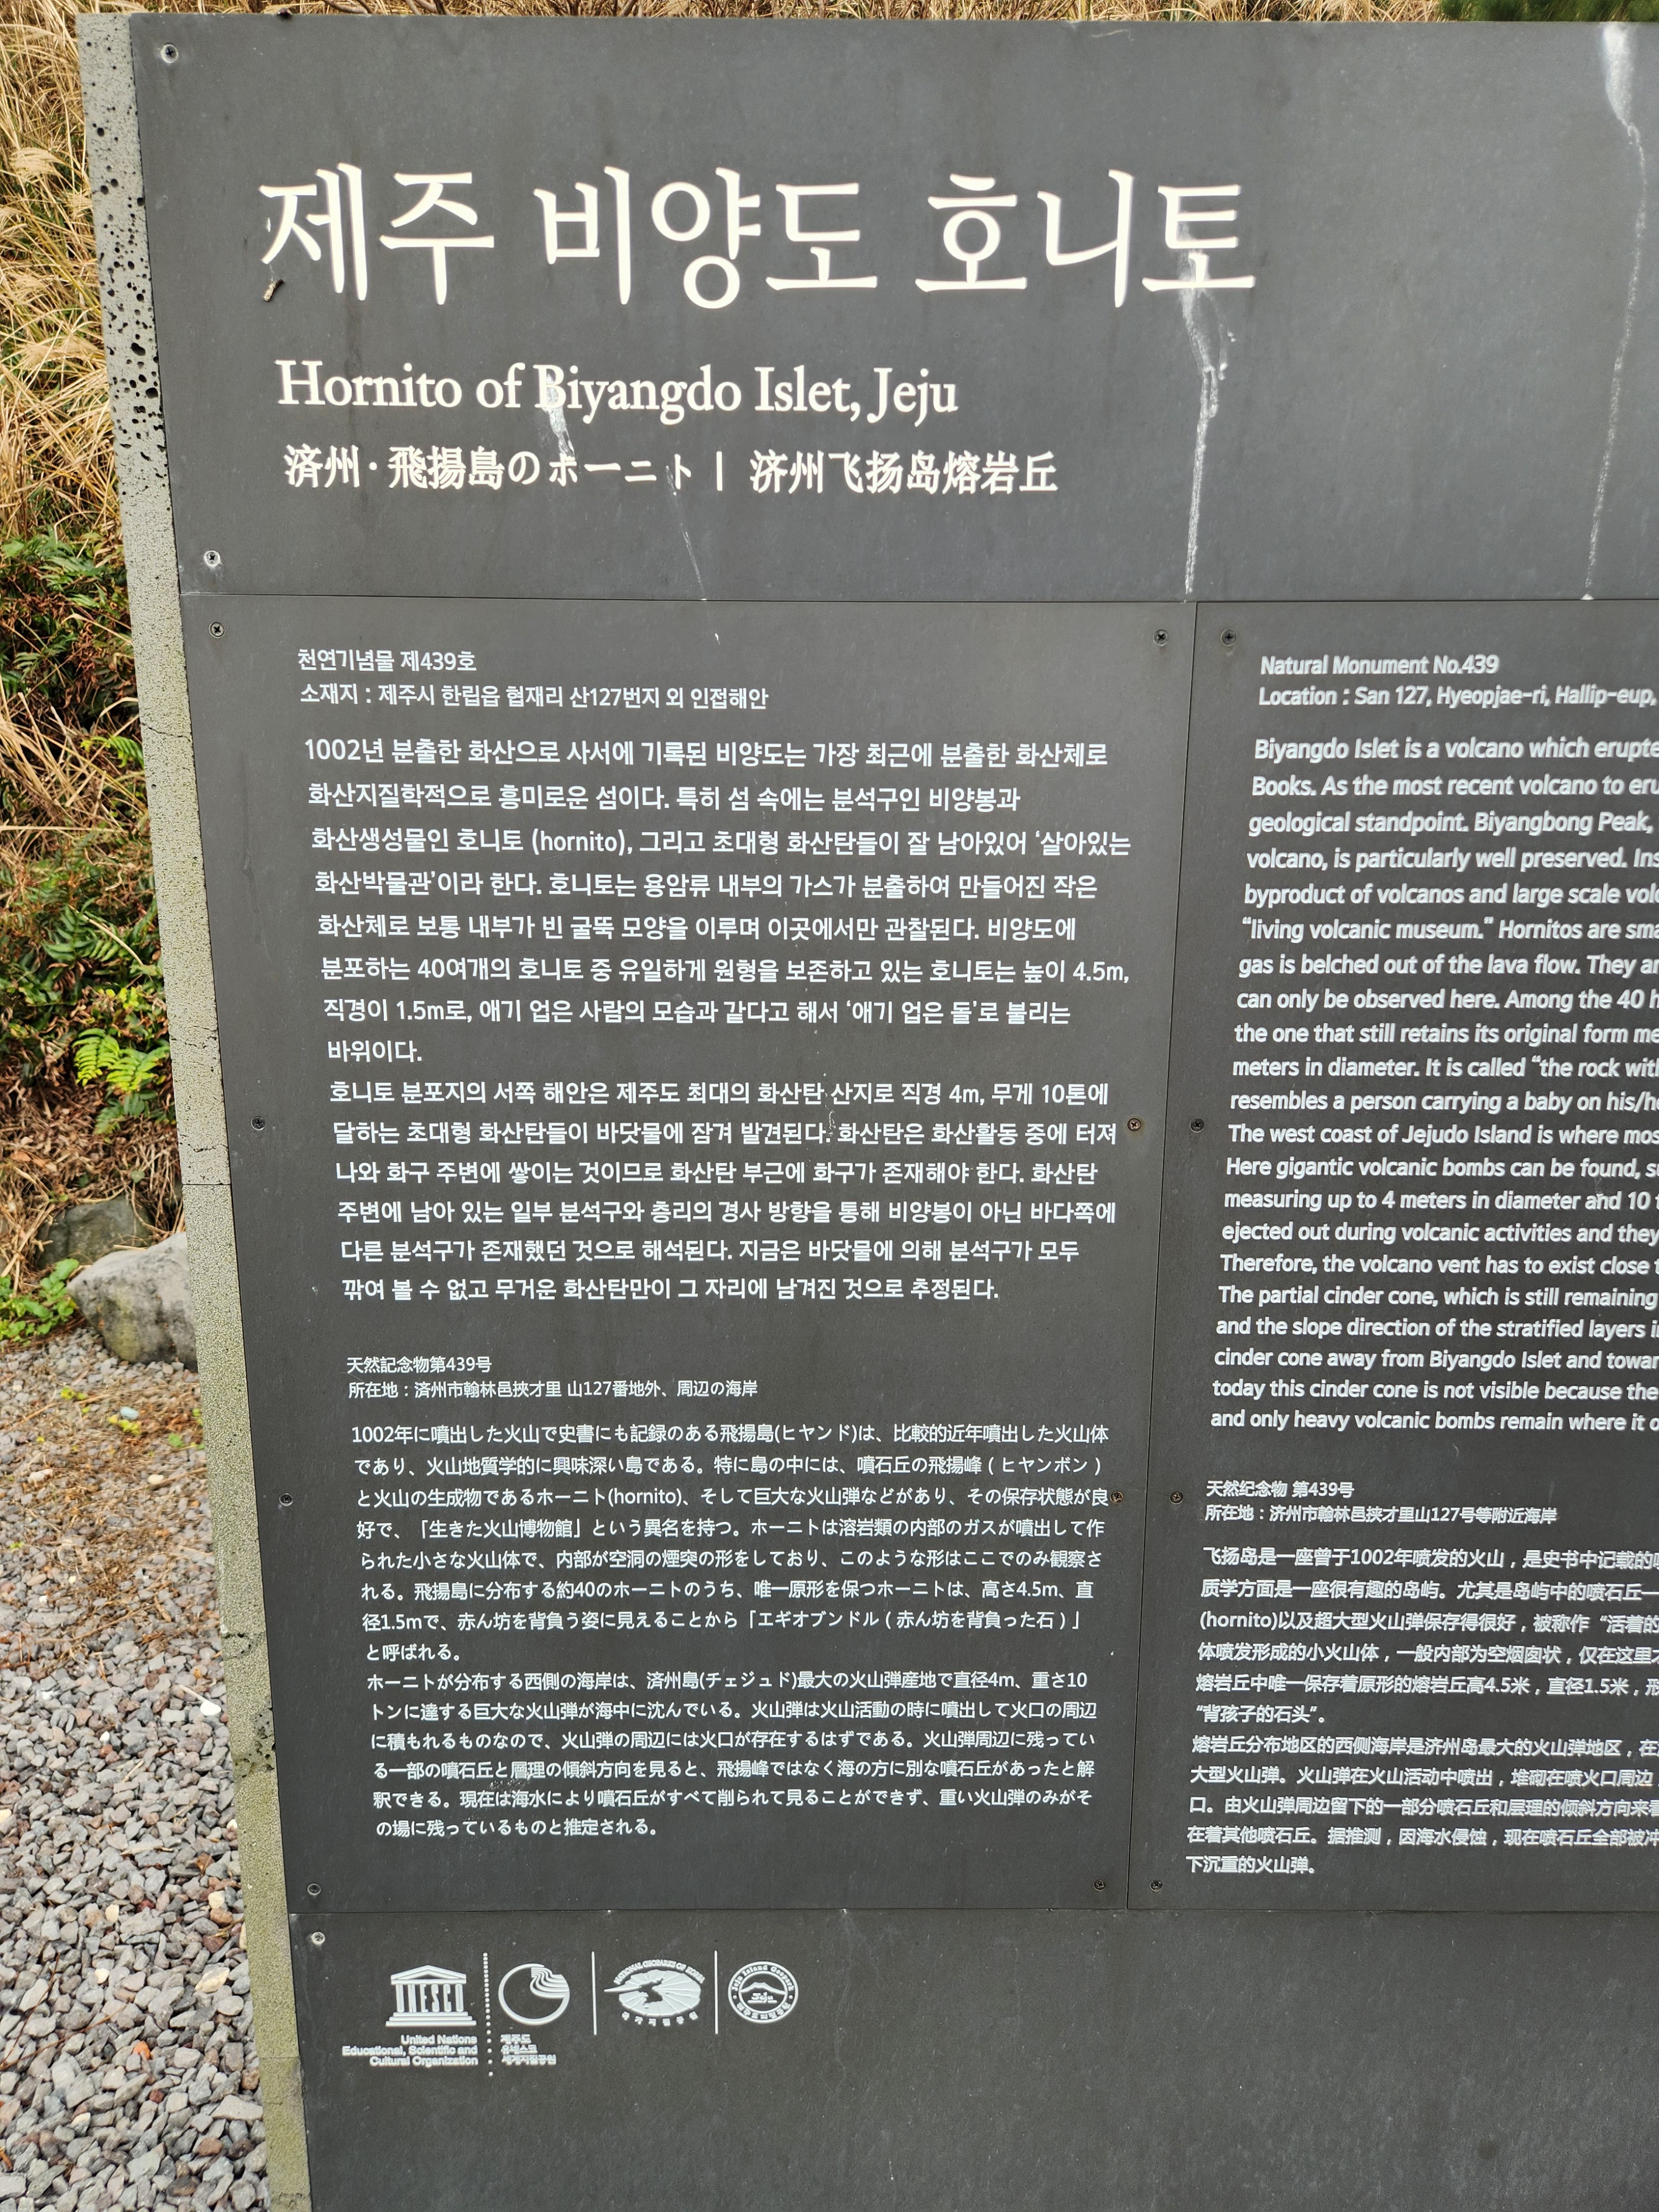 제주 비양도 호니토
Hornito of Biyangdo Islet, Jeju
済州·飛揚島のホーニト | 济州飞扬岛熔岩丘
천연기념물 제439호
소재지 : 제주시 한림읍 협재리 산127번지 외 인접해안
1002년 분출한 화산으로 사서에 기록된 비양도는 가장 최근에 분출한 화산체로
화산지질학적으로 흥미로운 섬이다. 특히 섬 속에는 분석구인 비양봉과
화산생성물인 호니토 (hornito), 그리고 초대형 화산탄들이 잘 남아있어 ‘살아있는
화산박물관’이라 한다. 호니토는 용암류 내부의 가스가 분출하여 만들어진 작은
화산체로 보통 내부가 빈 굴뚝 모양을 이루며 이곳에서만 관찰된다. 비양도에
분포하는 40여개의 호니토 중 유일하게 원형을 보존하고 있는 호니토는 높이 4.5m,
직경이 1.5m로, 애기 업은 사람의 모습과 같다고 해서 ‘애기 업은 돌’로 불리는
바위이다.
호니토 분포지의 서쪽 해안은 제주도 최대의 화산탄 산지로 직경 4m, 무게 10톤에
달하는 초대형 화산탄들이 바닷물에 잠겨 발견된다. 화산탄은 화산활동 중에 터져
나와 화구 주변에 쌓이는 것이므로 화산탄 부근에 화구가 존재해야 한다. 화산탄
주변에 남아 있는 일부 분석구와 층리의 경사 방향을 통해 비양봉이 아닌 바다쪽에
다른 분석구가 존재했던 것으로 해석된다. 지금은 바닷물에 의해 분석구가 모두
깎여 볼 수 없고 무거운 화산탄만이 그 자리에 남겨진 것으로 추정된다.
天然記念物第439号
所在地 : 済州市翰林邑挾才里 山127番地外、周辺の海岸
1002年に噴出した火山で史書にも記録のある飛揚島(ヒヤンド)は、比較的近年噴出した火山体
であり、火山地質学的に興味深い島である。特に島の中には、噴石丘の飛揚峰 ( ヒヤンボン )
と火山の生成物であるホーニト(hornito)、そして巨大な火山弾などがあり、その保存状態が良
好で、「生きた火山博物館」という異名を持つ。ホーニトは溶岩類の内部のガスが噴出して作
られた小さな火山体で、内部が空洞の煙突の形をしており、このような形はここでのみ観察さ
れる。飛揚島に分布する約40のホーニトのうち、唯一原形を保つホーニトは、高さ4.5m、直
径1.5mで、赤ん坊を背負う姿に見えることから「エギオブンドル ( 赤ん坊を背負った石 ) 」
と呼ばれる。
ホーニトが分布する西側の海岸は、済州島(チェジュド)最大の火山弾産地で直径4m、重さ10
トンに達する巨大な火山弾が海中に沈んでいる。火山弾は火山活動の時に噴出して火口の周辺
に積もれるものなので、火山弾の周辺には火口が存在するはずである。火山弾周辺に残ってい
る一部の噴石丘と層理の傾斜方向を見ると、飛揚峰ではなく海の方に別な噴石丘があったと解
釈できる。現在は海水により噴石丘がすべて削られて見ることができず、重い火山弾のみがそ
の場に残っているものと推定される。
Natural Monument No.439
Location : San 127, Hyeopjae-ri, Hallip-eup,
Biyangdo Islet is a volcano which erupte
Books. As the most recent volcano to eru
geological standpoint. Biyangbong Peak,
volcano, is particularly well preserved. Ins
byproduct of volcanos and large scale volc
“living volcanic museum.” Hornitos are sma
gas is belched out of the lava flow. They ar
can only be observed here. Among the 40 h
the one that still retains its original form me
meters in diameter. It is called “the rock with
resembles a person carrying a baby on his/he
The west coast of Jejudo Island is where mos
Here gigantic volcanic bombs can be found, su
measuring up to 4 meters in diameter and 10 t
ejected out during volcanic activities and they
Therefore, the volcano vent has to exist close t
The partial cinder cone, which is still remaining
and the slope direction of the stratified layers i
cinder cone away from Biyangdo Islet and towar
today this cinder cone is not visible because the
and only heavy volcanic bombs remain where it o
天然纪念物 第439号
所在地 : 济州市翰林邑挟才里山127号等附近海岸
飞扬岛是一座曾于1002年喷发的火山，是史书中记载的
质学方面是一座很有趣的岛屿。尤其是岛屿中的喷石丘一
(hornito)以及超大型火山弹保存得很好，被称作“活着的
体喷发形成的小火山体，一般内部为空烟囱状，仅在这里
熔岩丘中唯一保存着原形的熔岩丘高4.5米，直径1.5米，形
“背孩子的石头”。
熔岩丘分布地区的西侧海岸是济州岛最大的火山弹地区，在
大型火山弹。火山弹在火山活动中喷出，堆砌在喷火口周边
口。由火山弹周边留下的一部分喷石丘和层理的倾斜方向来看
在着其他喷石丘。据推测，因海水侵蚀，现在喷石丘全部被冲
下沉重的火山弹。
UNESCO
United Nations
Educational, Scientific and
Cultural Organization
제주도
유네스코
세계지질공원
NATIONAL GEOPARKS OF KOREA
국가지질공원
Jeju Island Geopark
Jeju